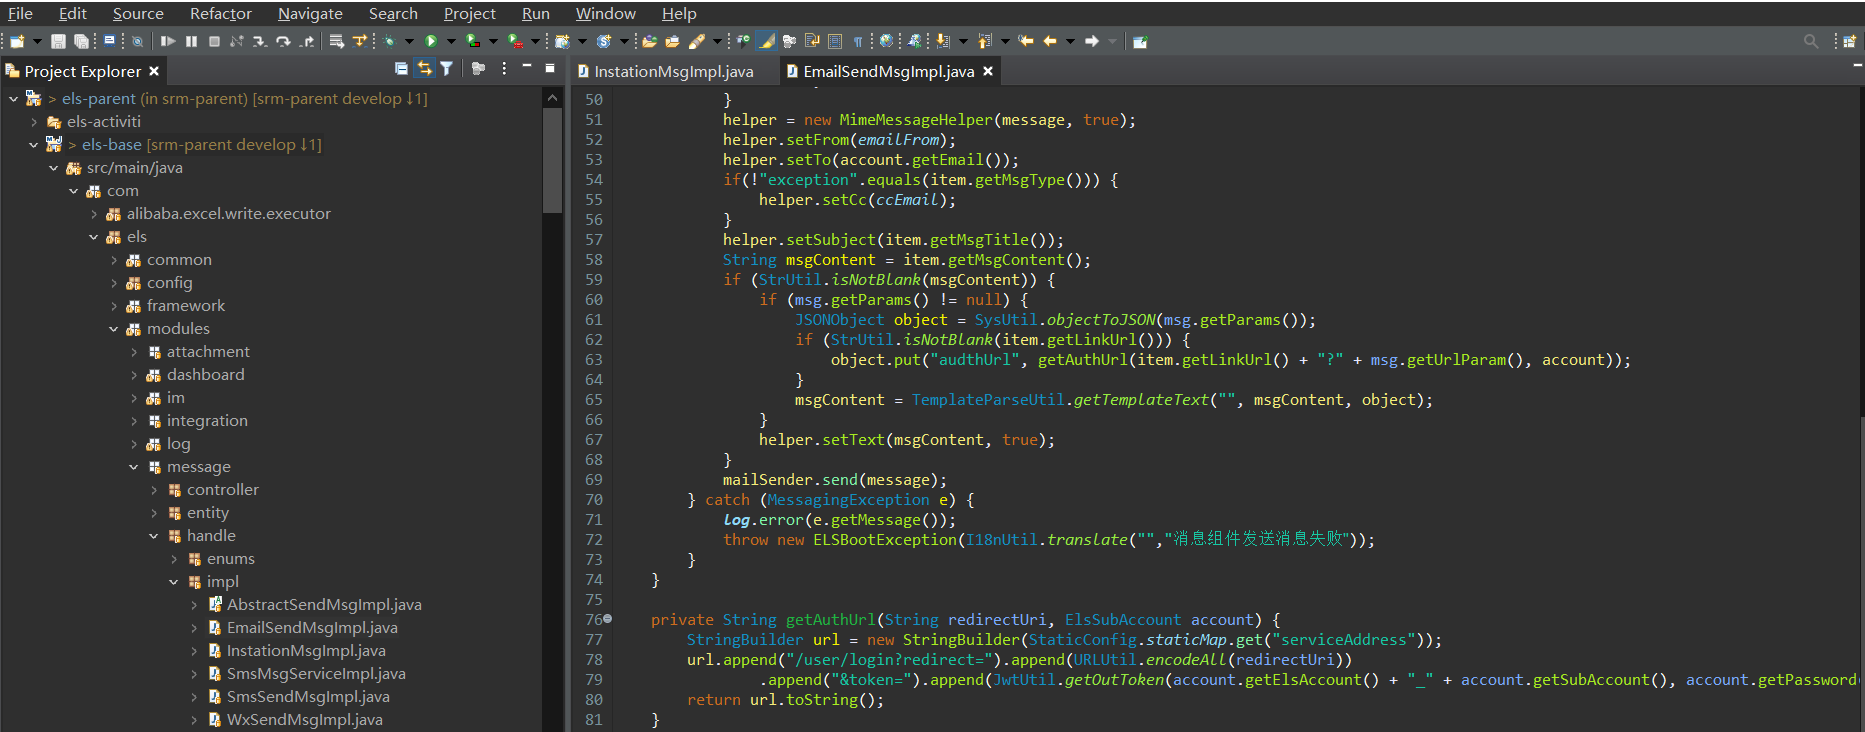 File Edit Source Refactor Navigate Search Project Run Window Help
Project Explorer
> els-parent (in srm-parent) [srm-parent develop ↓1]
els-activiti
> els-base [srm-parent develop ↓1]
src/main/java
com
alibaba.excel.write.executor
els
common
config
framework
modules
attachment
dashboard
im
integration
log
message
controller
entity
handle
enums
impl
AbstractSendMsgImpl.java
EmailSendMsgImpl.java
InstationMsgImpl.java
SmsMsgServiceImpl.java
SmsSendMsgImpl.java
WxSendMsgImpl.java
InstationMsgImpl.java EmailSendMsgImpl.java
50 }
51 helper = new MimeMessageHelper(message, true);
52 helper.setFrom(emailFrom);
53 helper.setTo(account.getEmail());
54 if(!"exception".equals(item.getMsgType())) {
55 helper.setCc(ccEmail);
56 }
57 helper.setSubject(item.getMsgTitle());
58 String msgContent = item.getMsgContent();
59 if (StrUtil.isNotBlank(msgContent)) {
60 if (msg.getParams() != null) {
61 JSONObject object = SysUtil.objectToJSON(msg.getParams());
62 if (StrUtil.isNotBlank(item.getLinkUrl())) {
63 object.put("audthUrl", getAuthUrl(item.getLinkUrl() + "?" + msg.getUrlParam(), account));
64 }
65 msgContent = TemplateParseUtil.getTemplateText("", msgContent, object);
66 }
67 helper.setText(msgContent, true);
68 }
69 mailSender.send(message);
70 } catch (MessagingException e) {
71 log.error(e.getMessage());
72 throw new ELSBootException(I18nUtil.translate("","消息组件发送消息失败"));
73 }
74 }
75
76 private String getAuthUrl(String redirectUri, ElsSubAccount account) {
77 StringBuilder url = new StringBuilder(StaticConfig.staticMap.get("serviceAddress"));
78 url.append("/user/login?redirect=").append(URLUtil.encodeAll(redirectUri))
79 .append("&token=").append(JwtUtil.getOutToken(account.getElsAccount() + "_" + account.getSubAccount(), account.getPassword(
80 return url.toString();
81 }